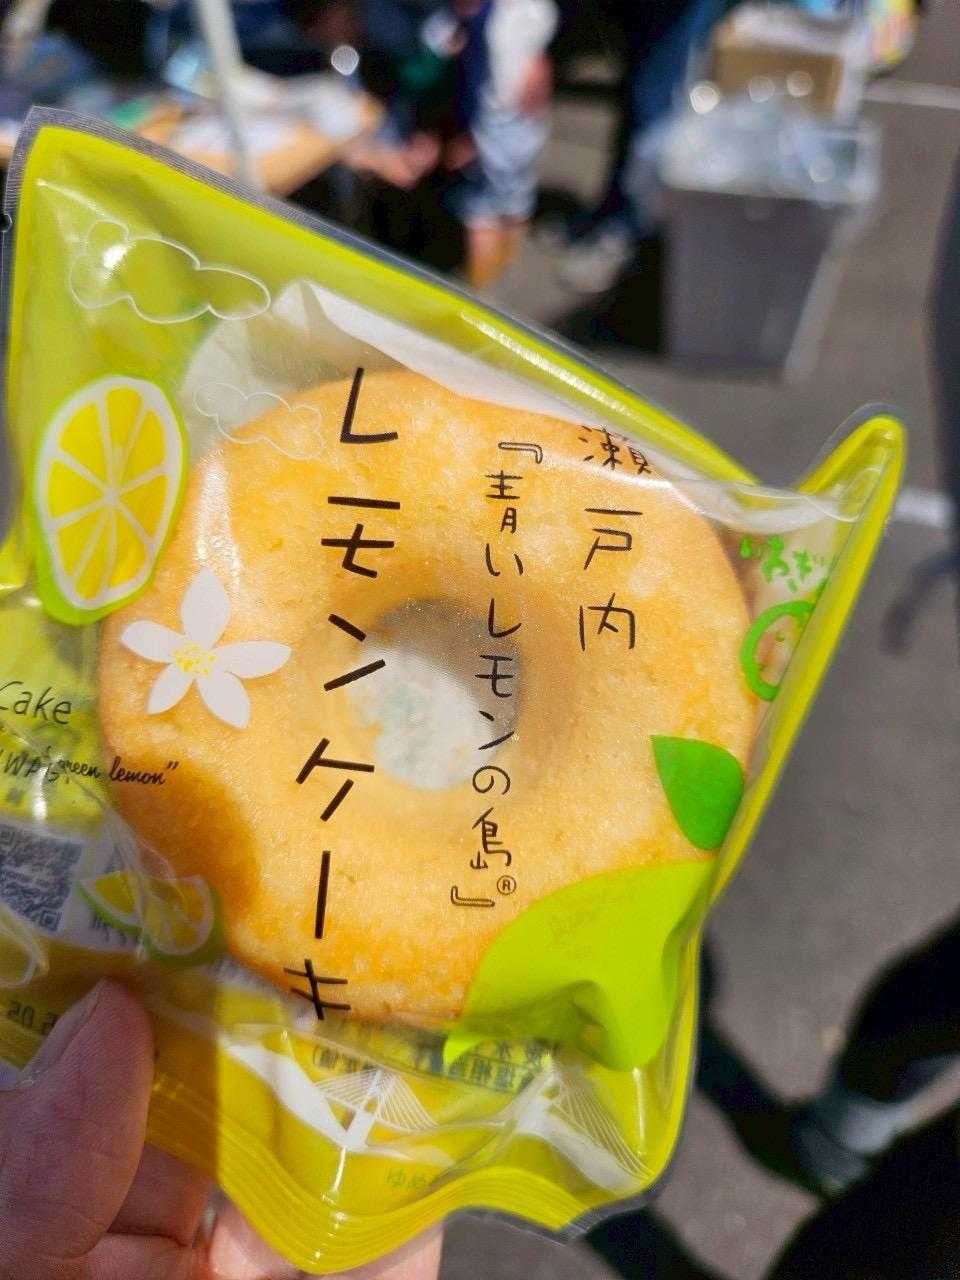 瀬戸内
『青いレモンの島』®
レモンケーキ
Cake
green lemon”